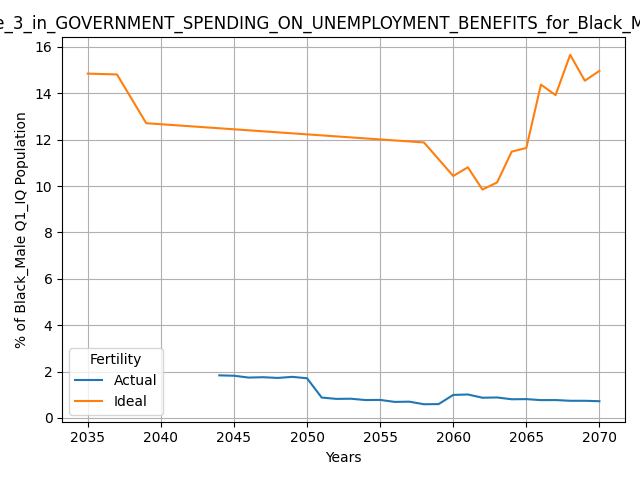 e_3_in_GOVERNMENT_SPENDING_ON_UNEMPLOYMENT_BENEFITS_for_Black_M
16
14
12
10
8
6
4
2
0
% of Black_Male Q1_IQ Population
Fertility
Actual
Ideal
2035 2040 2045 2050 2055 2060 2065 2070
Years